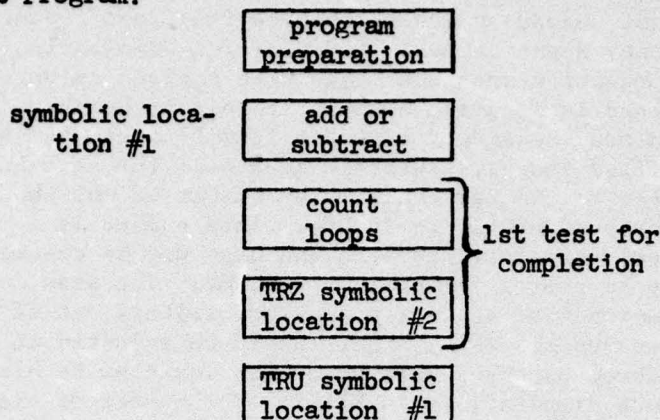 program.
program
preparation
symbolic loca-
tion #1
add or
subtract
count
loops
1st test for
completion
TRZ symbolic
location #2
TRU symbolic
location #1